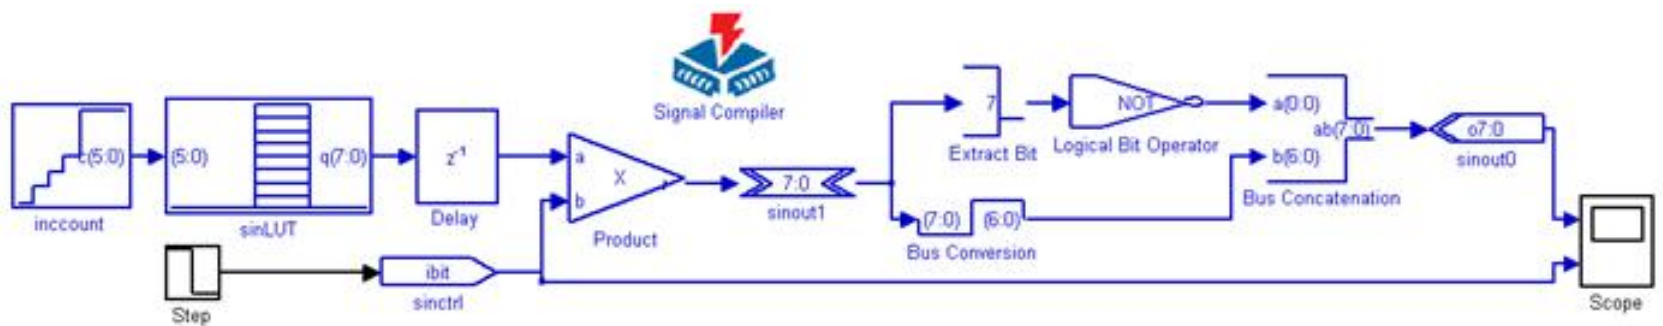 Signal Compiler
c(5:0)
inccount
(5:0)
q(7:0)
sinLUT
z⁻¹
Delay
a
X
r
b
Product
7:0
sinout1
7
Extract Bit
NOT
Logical Bit Operator
a(0:0)
ab(7:0)
b(6:0)
Bus Concatenation
o7:0
sinout0
(7:0)
(6:0)
Bus Conversion
Step
ibit
sinctrl
Scope